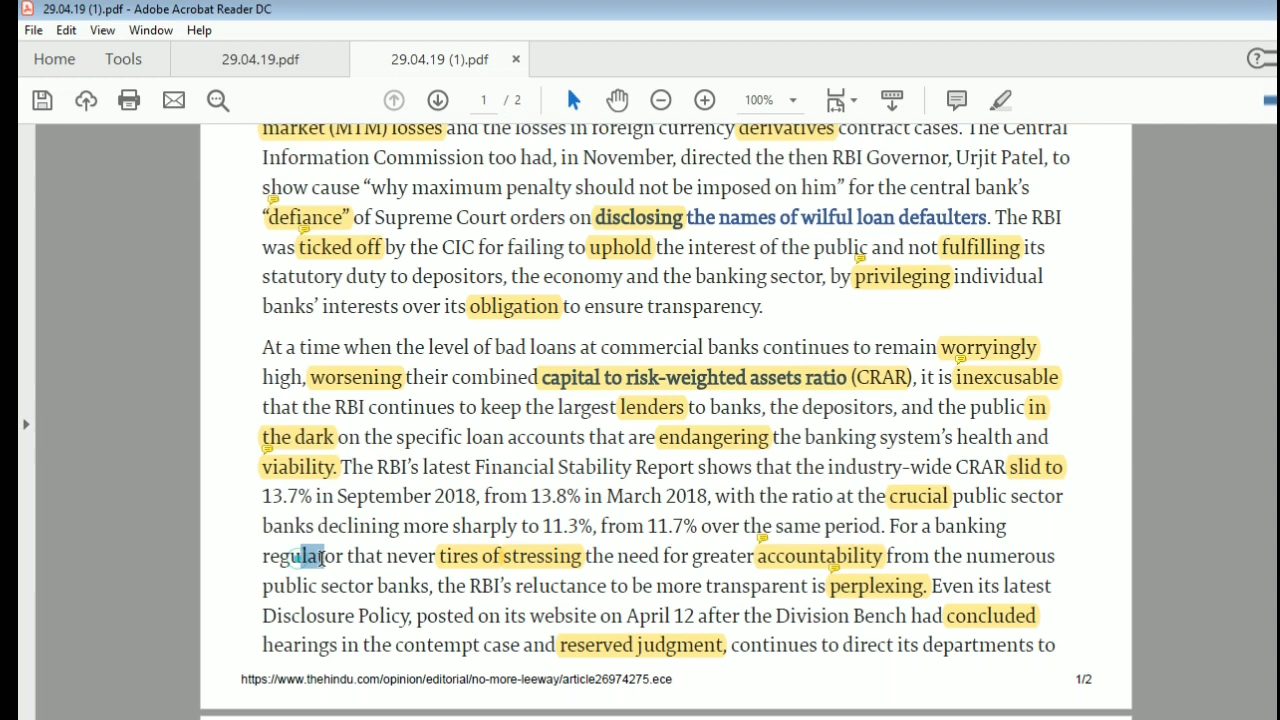 29.04.19 (1).pdf - Adobe Acrobat Reader DC
File Edit View Window Help
Home Tools 29.04.19.pdf 29.04.19 (1).pdf ×
1 / 2 100%
market (MTM) losses and the losses in foreign currency derivatives contract cases. The Central
Information Commission too had, in November, directed the then RBI Governor, Urjit Patel, to
show cause “why maximum penalty should not be imposed on him” for the central bank’s
“defiance” of Supreme Court orders on disclosing the names of wilful loan defaulters. The RBI
was ticked off by the CIC for failing to uphold the interest of the public and not fulfilling its
statutory duty to depositors, the economy and the banking sector, by privileging individual
banks’ interests over its obligation to ensure transparency.
At a time when the level of bad loans at commercial banks continues to remain worryingly
high, worsening their combined capital to risk-weighted assets ratio (CRAR), it is inexcusable
that the RBI continues to keep the largest lenders to banks, the depositors, and the public in
the dark on the specific loan accounts that are endangering the banking system’s health and
viability. The RBI’s latest Financial Stability Report shows that the industry-wide CRAR slid to
13.7% in September 2018, from 13.8% in March 2018, with the ratio at the crucial public sector
banks declining more sharply to 11.3%, from 11.7% over the same period. For a banking
regulator that never tires of stressing the need for greater accountability from the numerous
public sector banks, the RBI’s reluctance to be more transparent is perplexing. Even its latest
Disclosure Policy, posted on its website on April 12 after the Division Bench had concluded
hearings in the contempt case and reserved judgment, continues to direct its departments to
https://www.thehindu.com/opinion/editorial/no-more-leeway/article26974275.ece 1/2